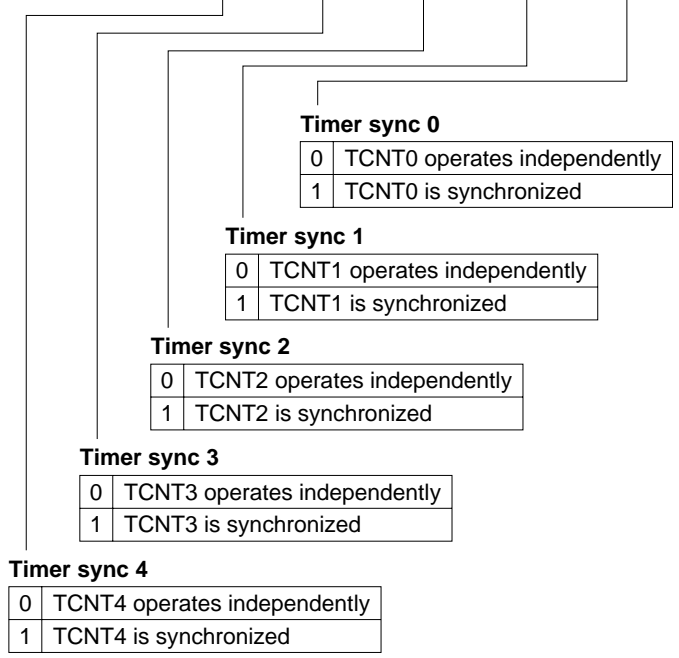 Timer sync 0
0 TCNT0 operates independently
1 TCNT0 is synchronized
Timer sync 1
0 TCNT1 operates independently
1 TCNT1 is synchronized
Timer sync 2
0 TCNT2 operates independently
1 TCNT2 is synchronized
Timer sync 3
0 TCNT3 operates independently
1 TCNT3 is synchronized
Timer sync 4
0 TCNT4 operates independently
1 TCNT4 is synchronized